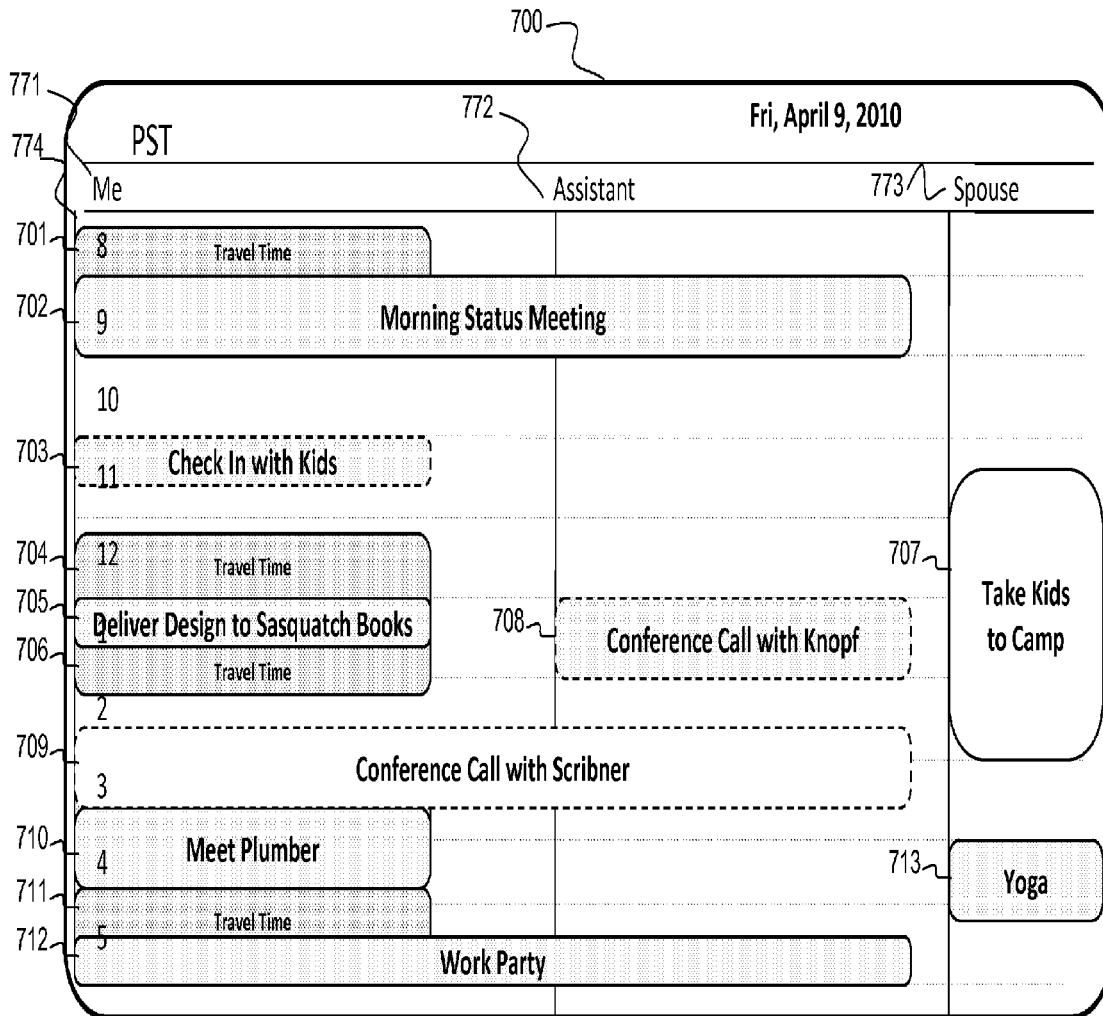 700
771
772
Fri, April 9, 2010
774
PST
Me
Assistant
773
Spouse
701
8
Travel Time
702
9
Morning Status Meeting
10
703
Check In with Kids
11
704
12
Travel Time
707
Take Kids
to Camp
705
Deliver Design to Sasquatch Books
1
708
Conference Call with Knopf
706
Travel Time
2
709
Conference Call with Scribner
3
710
Meet Plumber
4
713
Yoga
711
Travel Time
5
712
Work Party